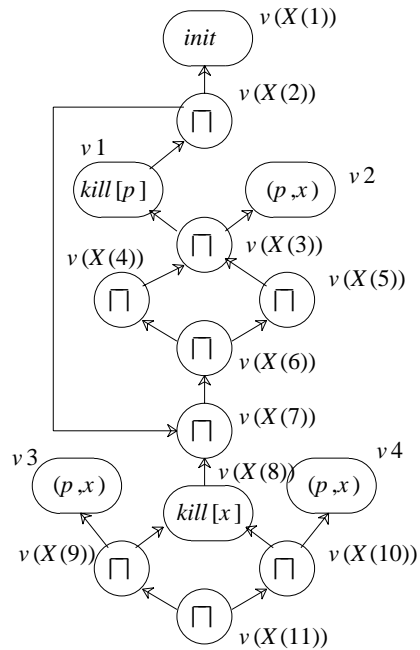 v(X(1))
init
v(X(2))
⊓
v1
kill[p]
v2
(p,x)
v(X(3))
⊓
v(X(4))
⊓
v(X(5))
⊓
⊓
v(X(6))
⊓
v(X(7))
v3
(p,x)
v(X(8))
kill[x]
v4
(p,x)
v(X(9))
⊓
v(X(10))
⊓
⊓
v(X(11))